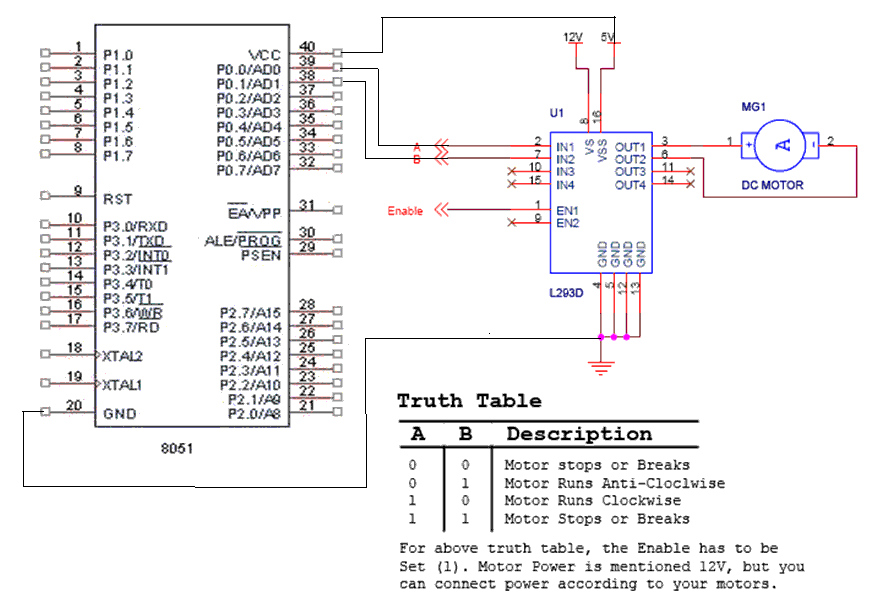 1 P1.0
2 P1.1
3 P1.2
4 P1.3
5 P1.4
6 P1.5
7 P1.6
8 P1.7
9 RST
10 P3.0/RXD
11 P3.1/TXD
12 P3.2/INT0
13 P3.3/INT1
14 P3.4/T0
15 P3.5/T1
16 P3.6/WR
17 P3.7/RD
18 XTAL2
19 XTAL1
20 GND
VCC 40
P0.0/AD0 39
P0.1/AD1 38
P0.2/AD2 37
P0.3/AD3 36
P0.4/AD4 35
P0.5/AD5 34
P0.6/AD6 33
P0.7/AD7 32
EA/VPP 31
ALE/PROG 30
PSEN 29
P2.7/A15 28
P2.6/A14 27
P2.5/A13 26
P2.4/A12 25
P2.3/A11 24
P2.2/A10 23
P2.1/A9 22
P2.0/A8 21
8051
12V 5V
U1
8 16
VS VSS
A
B
Enable
2 IN1
7 IN2
10 IN3
15 IN4
1 EN1
9 EN2
OUT1 3
OUT2 6
OUT3 11
OUT4 14
GND GND GND GND
4 5 12 13
L293D
MG1
1 + A - 2
DC MOTOR
Truth Table
A B Description
0 0 Motor stops or Breaks
0 1 Motor Runs Anti-Cloclwise
1 0 Motor Runs Clockwise
1 1 Motor Stops or Breaks
For above truth table, the Enable has to be
Set (1). Motor Power is mentioned 12V, but you
can connect power according to your motors.